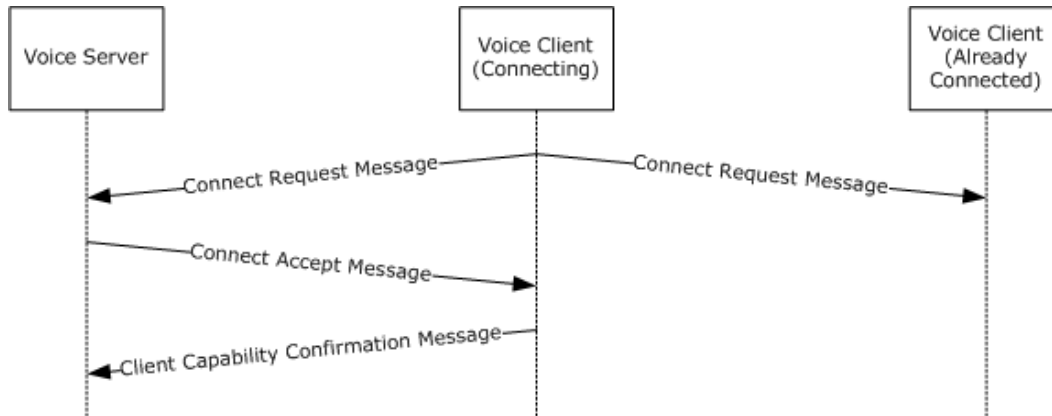 Voice Server
Voice Client
(Connecting)
Voice Client
(Already
Connected)
Connect Request Message
Connect Request Message
Connect Accept Message
Client Capability Confirmation Message